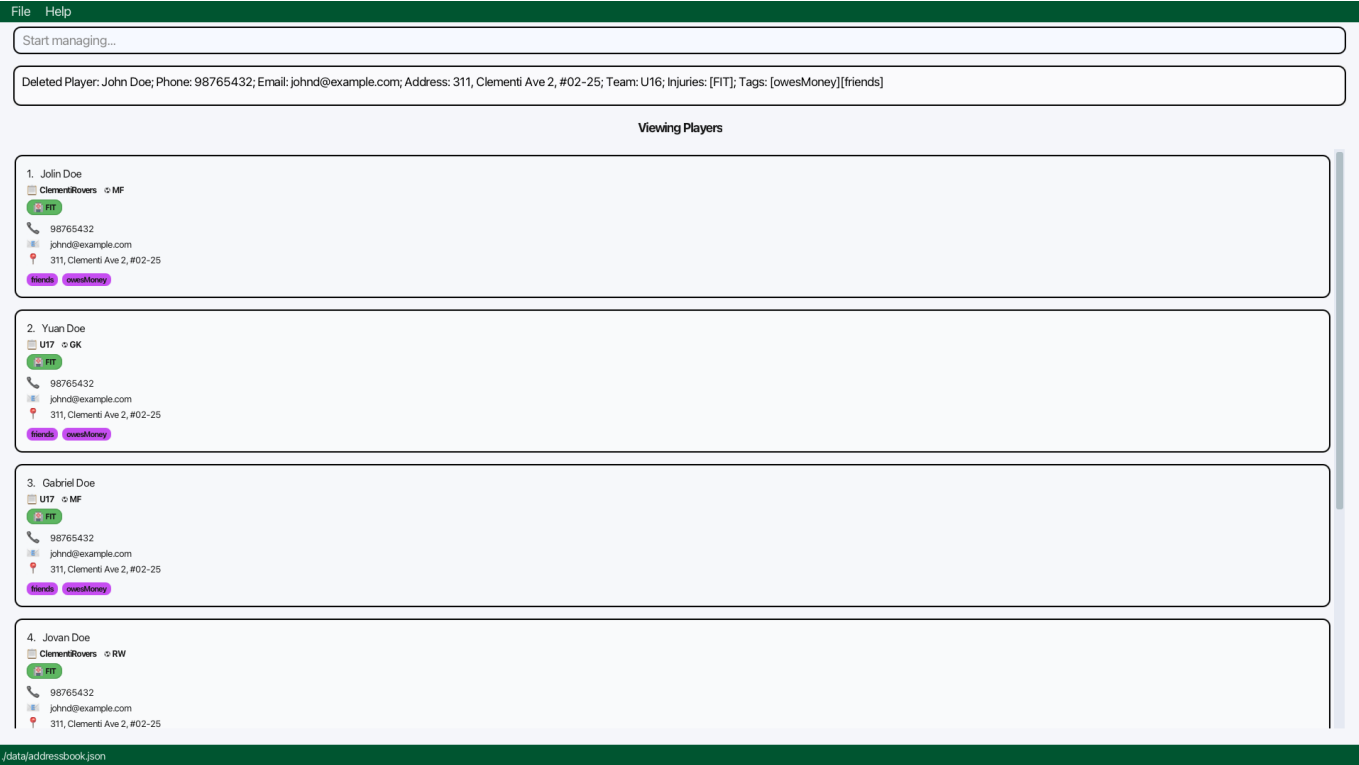 File Help
Start managing...
Deleted Player: John Doe; Phone: 98765432; Email: johnd@example.com; Address: 311, Clementi Ave 2, #02-25; Team: U16; Injuries: [FIT]; Tags: [owesMoney][friends]
Viewing Players
1. Jolin Doe
ClementiRovers MF
FIT
98765432
johnd@example.com
311, Clementi Ave 2, #02-25
friends owesMoney
2. Yuan Doe
U17 GK
FIT
98765432
johnd@example.com
311, Clementi Ave 2, #02-25
friends owesMoney
3. Gabriel Doe
U17 MF
FIT
98765432
johnd@example.com
311, Clementi Ave 2, #02-25
friends owesMoney
4. Jovan Doe
ClementiRovers RW
FIT
98765432
johnd@example.com
311, Clementi Ave 2, #02-25
./data/addressbook.json